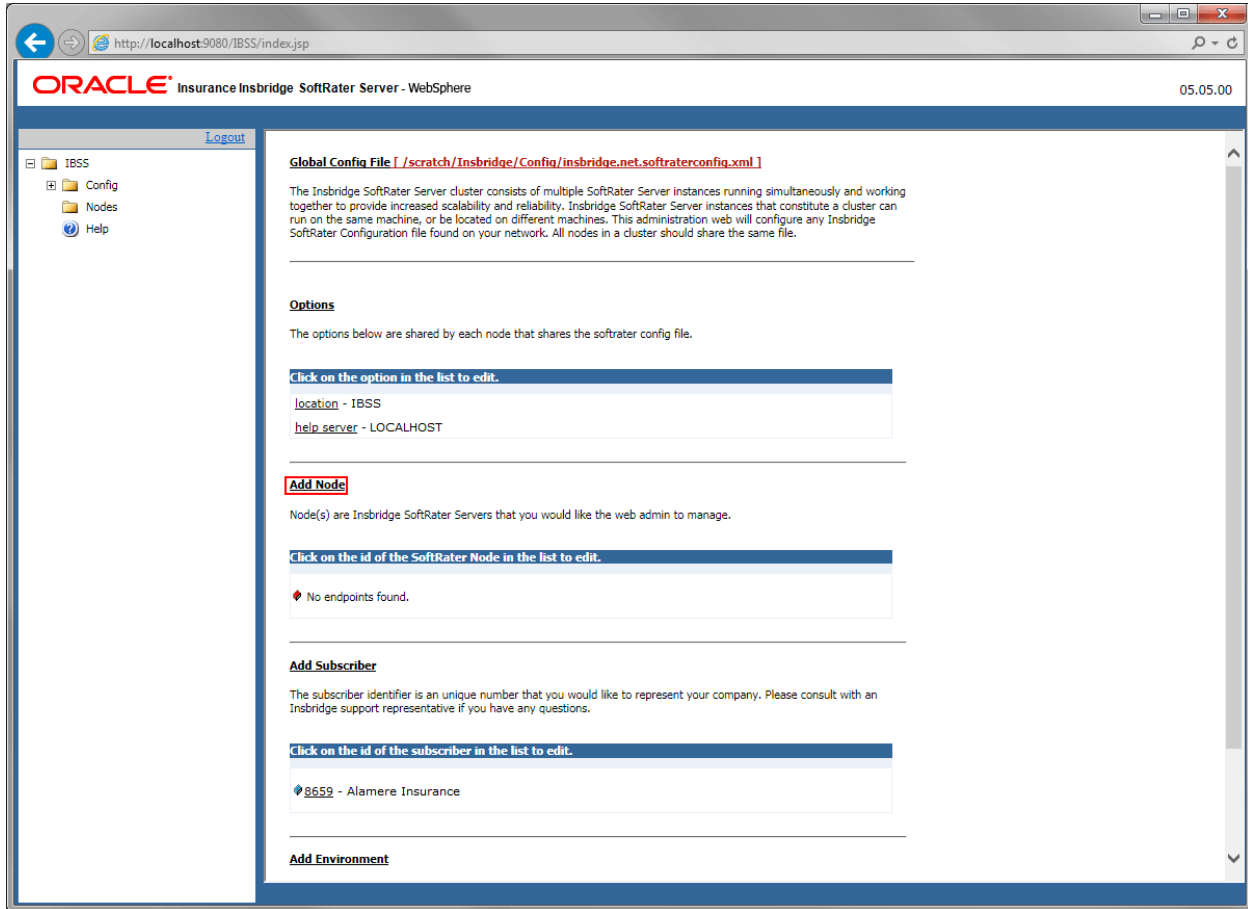 http://localhost:9080/IBSS/index.jsp
ORACLE® Insurance Insbridge SoftRater Server - WebSphere
05.05.00
Logout
IBSS
Config
Nodes
Help
Global Config File [ /scratch/Insbridge/Config/insbridge.net.softraterconfig.xml ]
The Insbridge SoftRater Server cluster consists of multiple SoftRater Server instances running simultaneously and working
together to provide increased scalability and reliability. Insbridge SoftRater Server instances that constitute a cluster can
run on the same machine, or be located on different machines. This administration web will configure any Insbridge
SoftRater Configuration file found on your network. All nodes in a cluster should share the same file.
Options
The options below are shared by each node that shares the softrater config file.
Click on the option in the list to edit.
location - IBSS
help server - LOCALHOST
Add Node
Node(s) are Insbridge SoftRater Servers that you would like the web admin to manage.
Click on the id of the SoftRater Node in the list to edit.
No endpoints found.
Add Subscriber
The subscriber identifier is an unique number that you would like to represent your company. Please consult with an
Insbridge support representative if you have any questions.
Click on the id of the subscriber in the list to edit.
8659 - Alamere Insurance
Add Environment